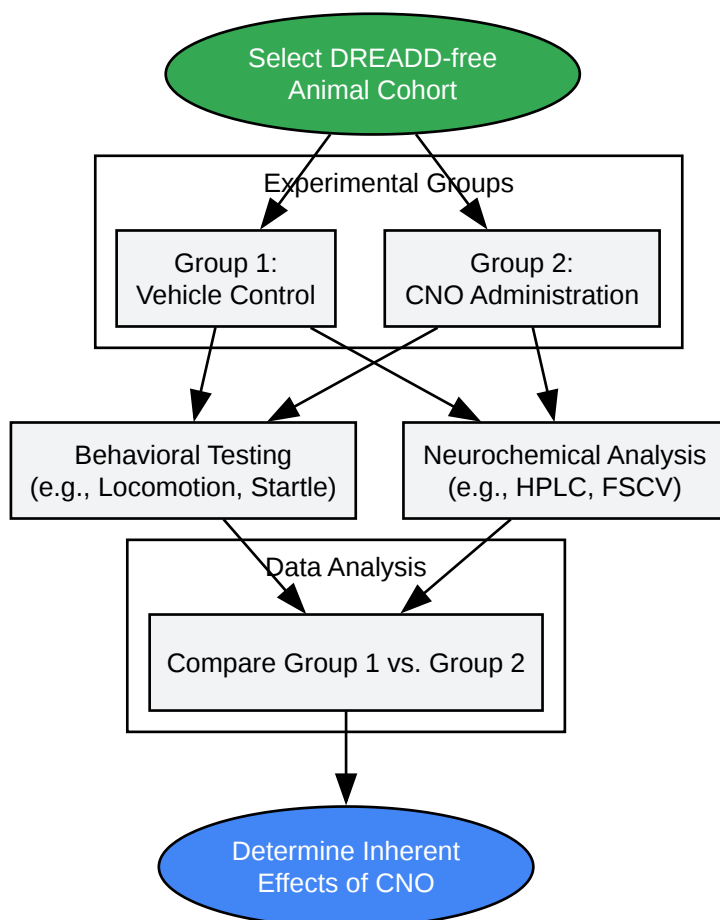 Select DREADD-free
Animal Cohort
Experimental Groups
Group 1:
Vehicle Control
Group 2:
CNO Administration
Behavioral Testing
(e.g., Locomotion, Startle)
Neurochemical Analysis
(e.g., HPLC, FSCV)
Data Analysis
Compare Group 1 vs. Group 2
Determine Inherent
Effects of CNO